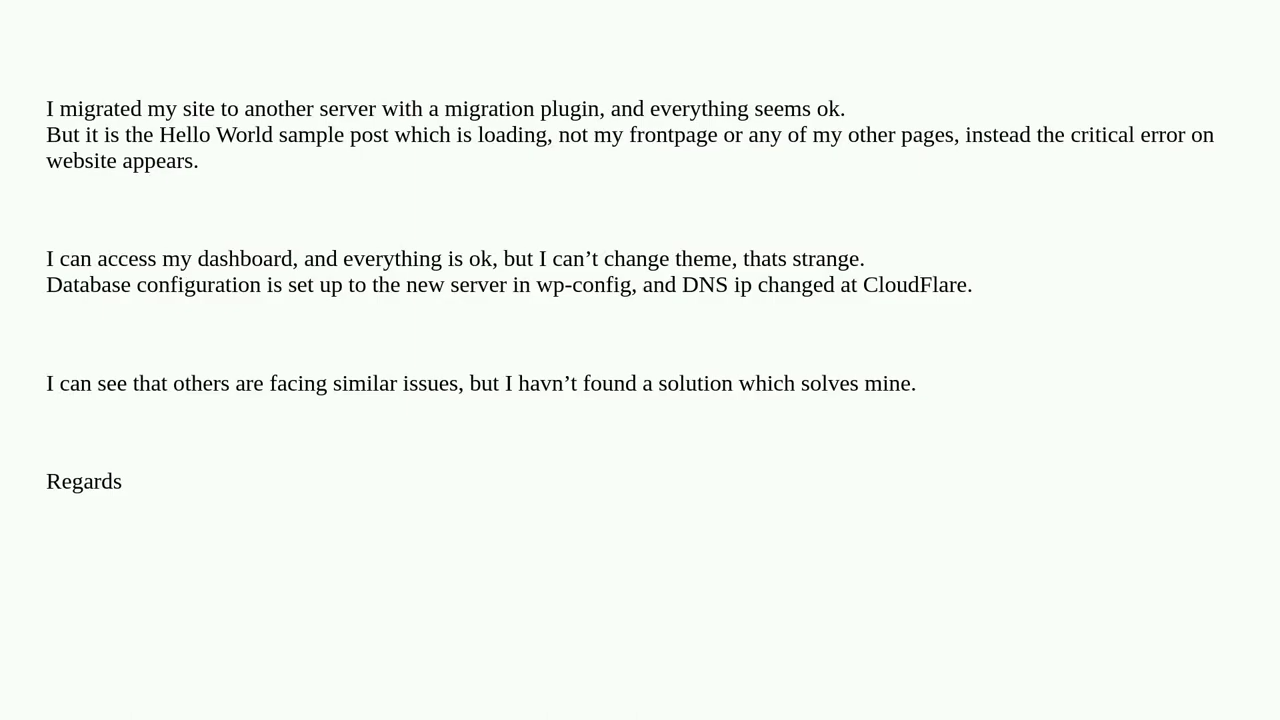 I migrated my site to another server with a migration plugin, and everything seems ok.
But it is the Hello World sample post which is loading, not my frontpage or any of my other pages, instead the critical error on
website appears.
I can access my dashboard, and everything is ok, but I can’t change theme, thats strange.
Database configuration is set up to the new server in wp-config, and DNS ip changed at CloudFlare.
I can see that others are facing similar issues, but I havn’t found a solution which solves mine.
Regards